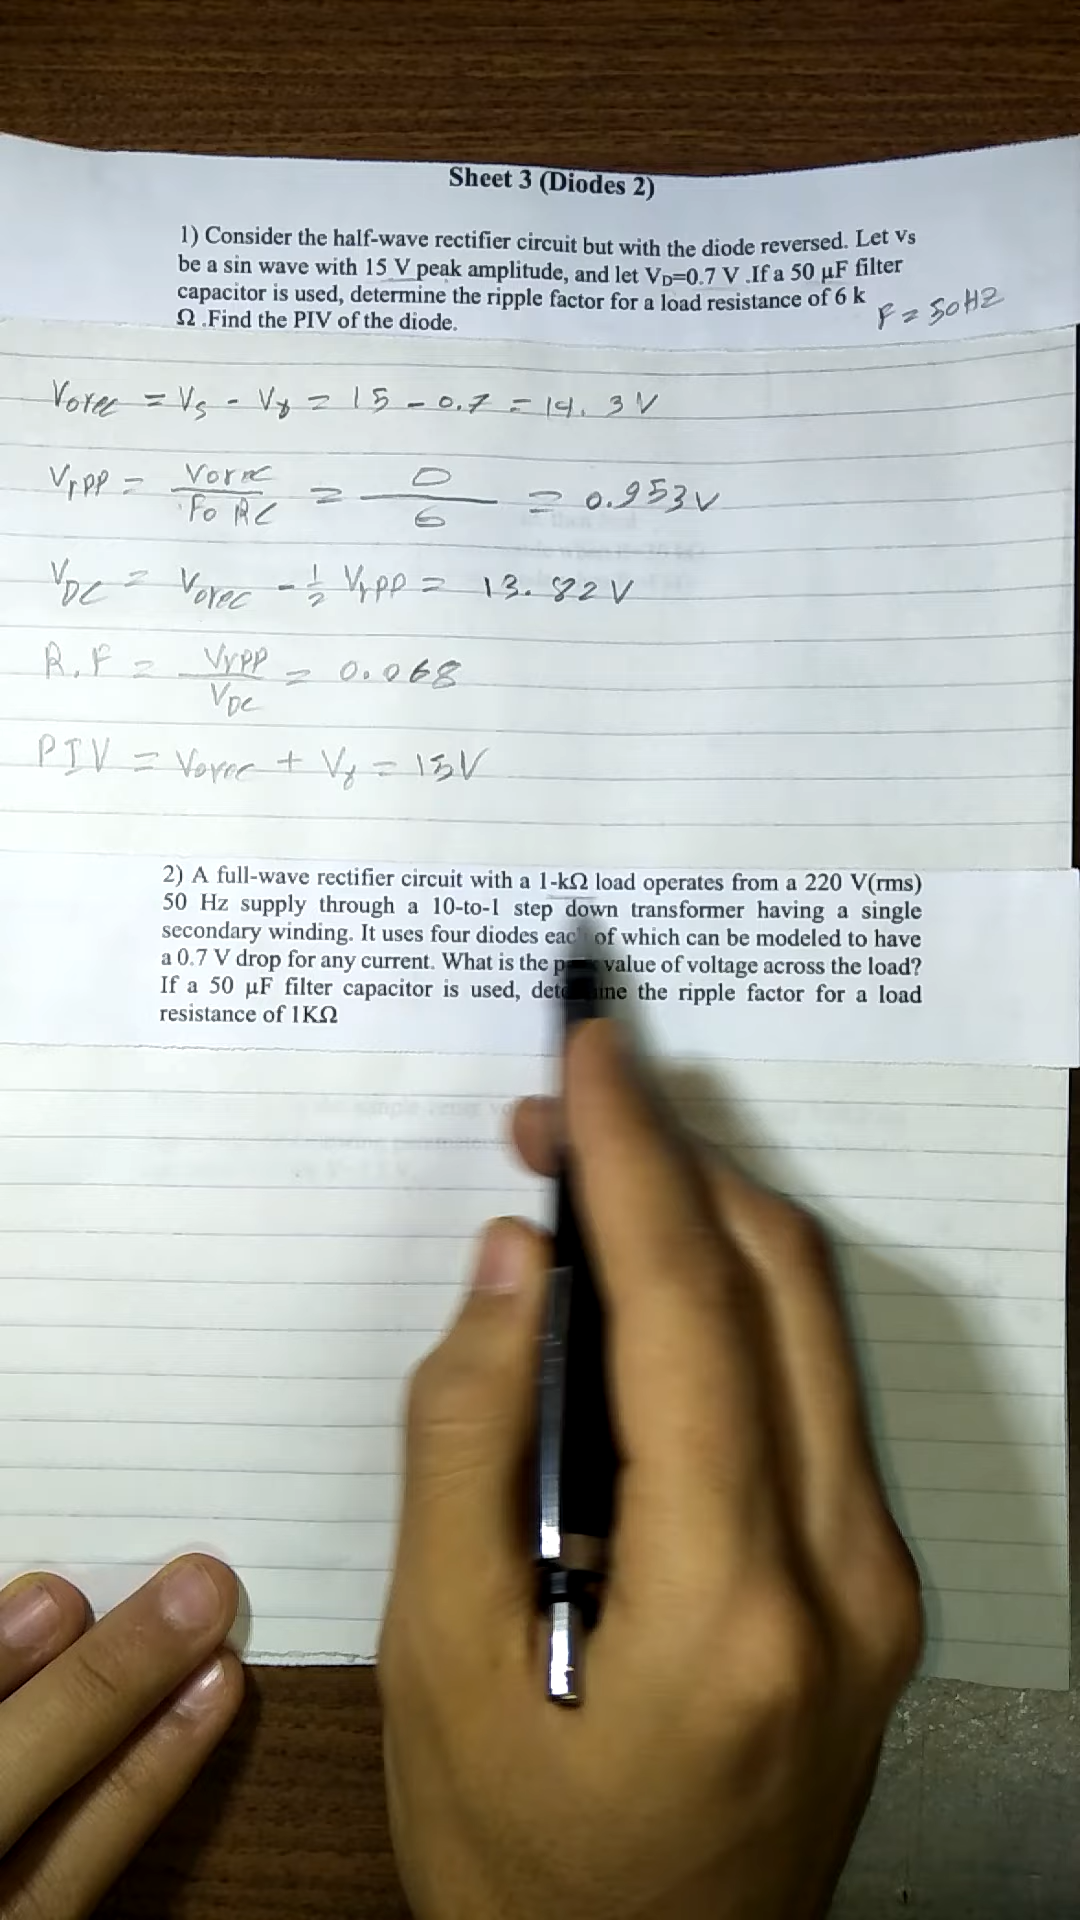 Sheet 3 (Diodes 2)
1) Consider the half-wave rectifier circuit but with the diode reversed. Let vs
be a sin wave with 15 V peak amplitude, and let VD=0.7 V .If a 50 μF filter
capacitor is used, determine the ripple factor for a load resistance of 6 k
Ω .Find the PIV of the diode.
F = 50HZ
Vorec = Vs - Vγ = 15 - 0.7 = 14.3V
VrPP = Vorec / Fo RC = 0 / 6 = 0.953V
VDC = Vorec - 1/2 VrPP = 13.82V
R.F = VrPP / VDC = 0.068
PIV = Vorec + Vγ = 15V
2) A full-wave rectifier circuit with a 1-kΩ load operates from a 220 V(rms)
50 Hz supply through a 10-to-1 step down transformer having a single
secondary winding. It uses four diodes of which can be modeled to have
a 0.7 V drop for any current. What is the value of voltage across the load?
If a 50 μF filter capacitor is used, the ripple factor for a load
resistance of 1KΩ